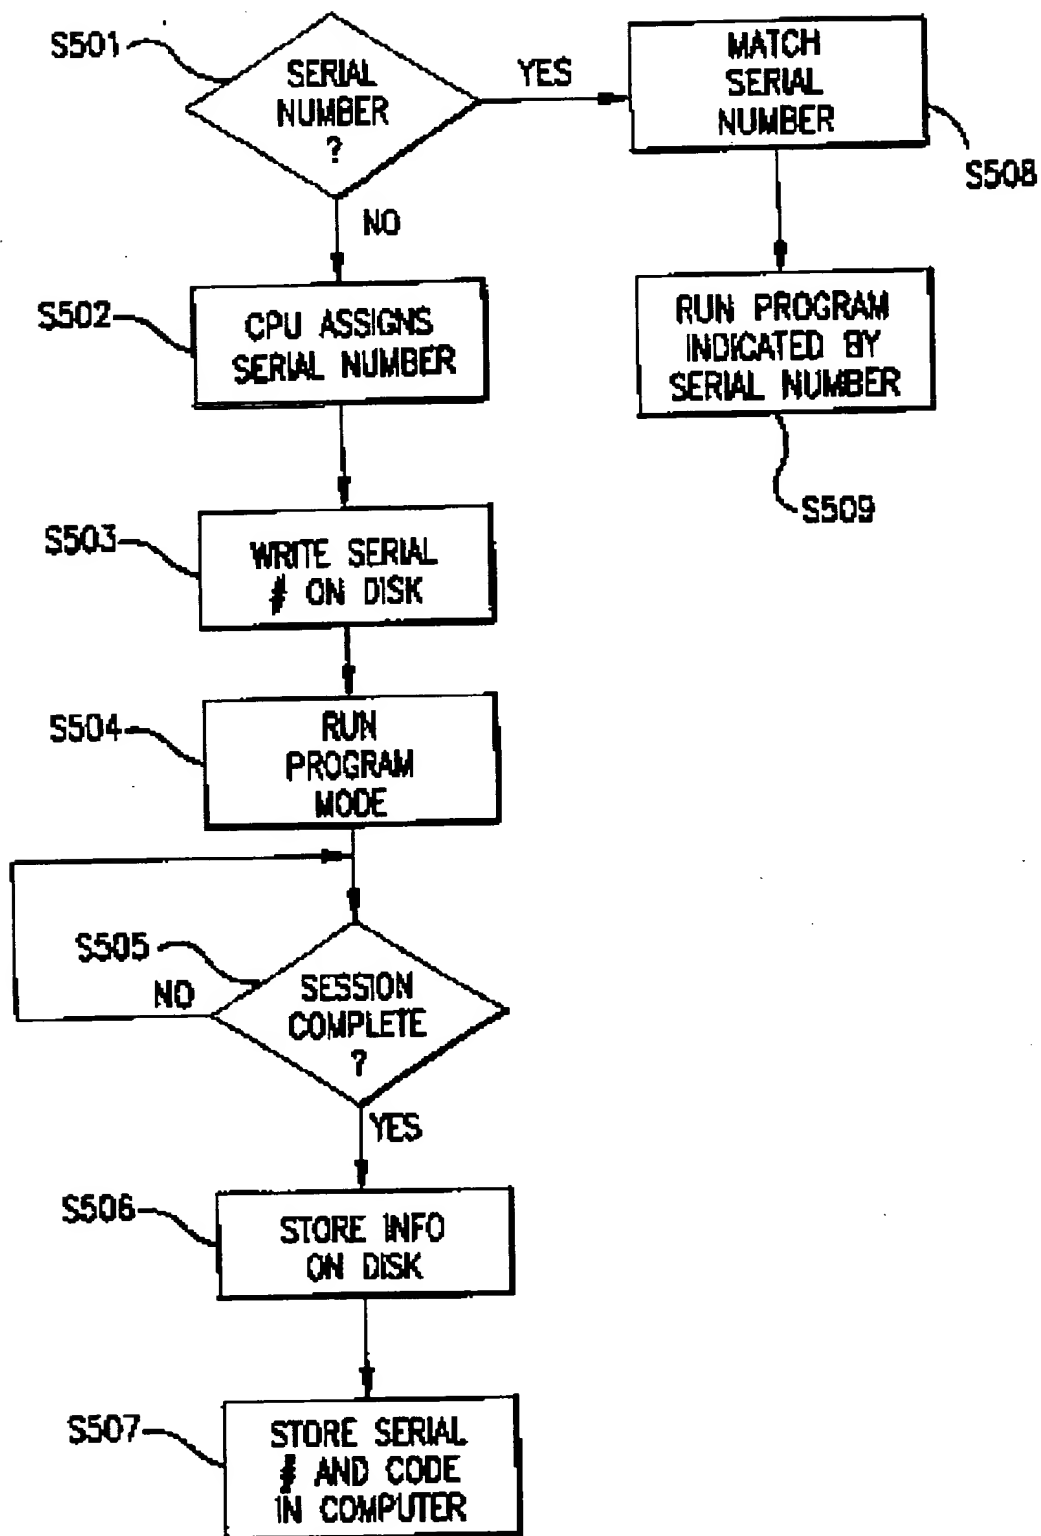 S501
SERIAL
NUMBER
?
YES
NO
MATCH
SERIAL
NUMBER
S508
S502
CPU ASSIGNS
SERIAL NUMBER
RUN PROGRAM
INDICATED BY
SERIAL NUMBER
S509
S503
WRITE SERIAL
# ON DISK
S504
RUN
PROGRAM
MODE
S505
NO
SESSION
COMPLETE
?
YES
S506
STORE INFO
ON DISK
S507
STORE SERIAL
# AND CODE
IN COMPUTER